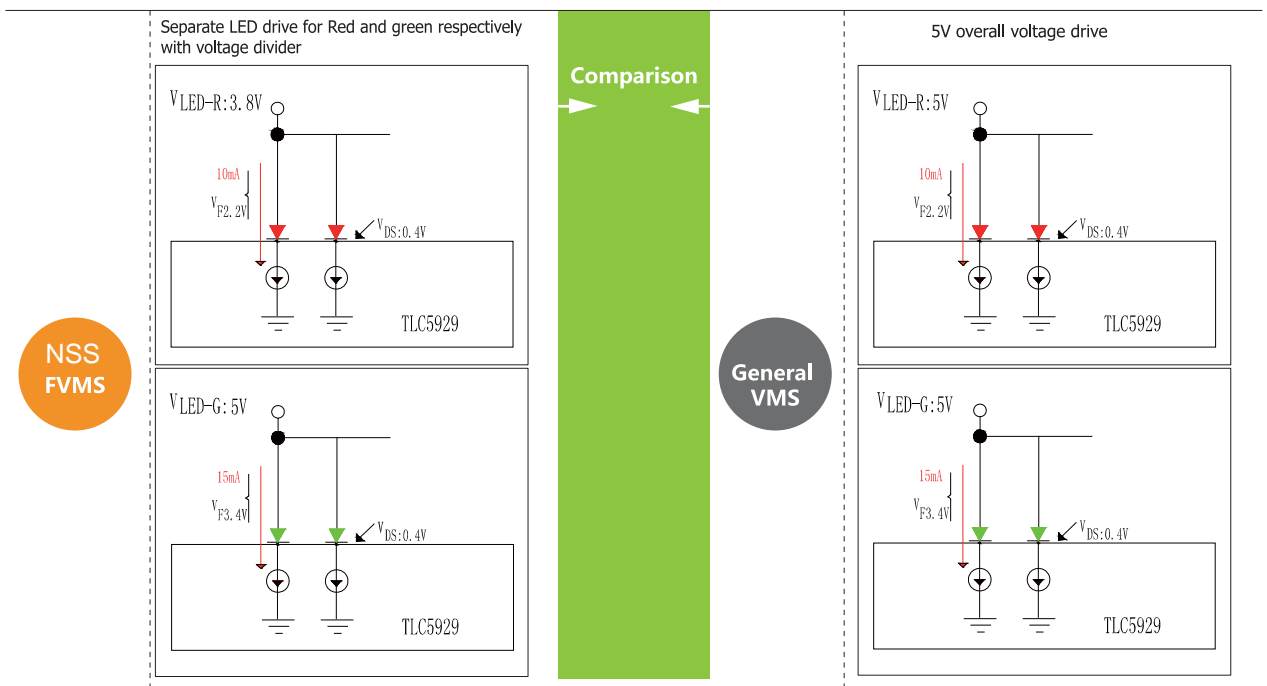 Separate LED drive for Red and green respectively
with voltage divider
VLED-R:3.8V
10mA
VF2.2V
VDS:0.4V
TLC5929
NSS
FVMS
VLED-G:5V
15mA
VF3.4V
VDS:0.4V
TLC5929
Comparison
5V overall voltage drive
VLED-R:5V
10mA
VF2.2V
VDS:0.4V
TLC5929
General
VMS
VLED-G:5V
15mA
VF3.4V
VDS:0.4V
TLC5929